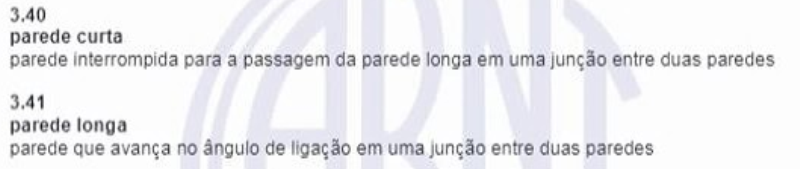 3.40
parede curta
parede interrompida para a passagem da parede longa em uma junção entre duas paredes
3.41
parede longa
parede que avança no ângulo de ligação em uma junção entre duas paredes